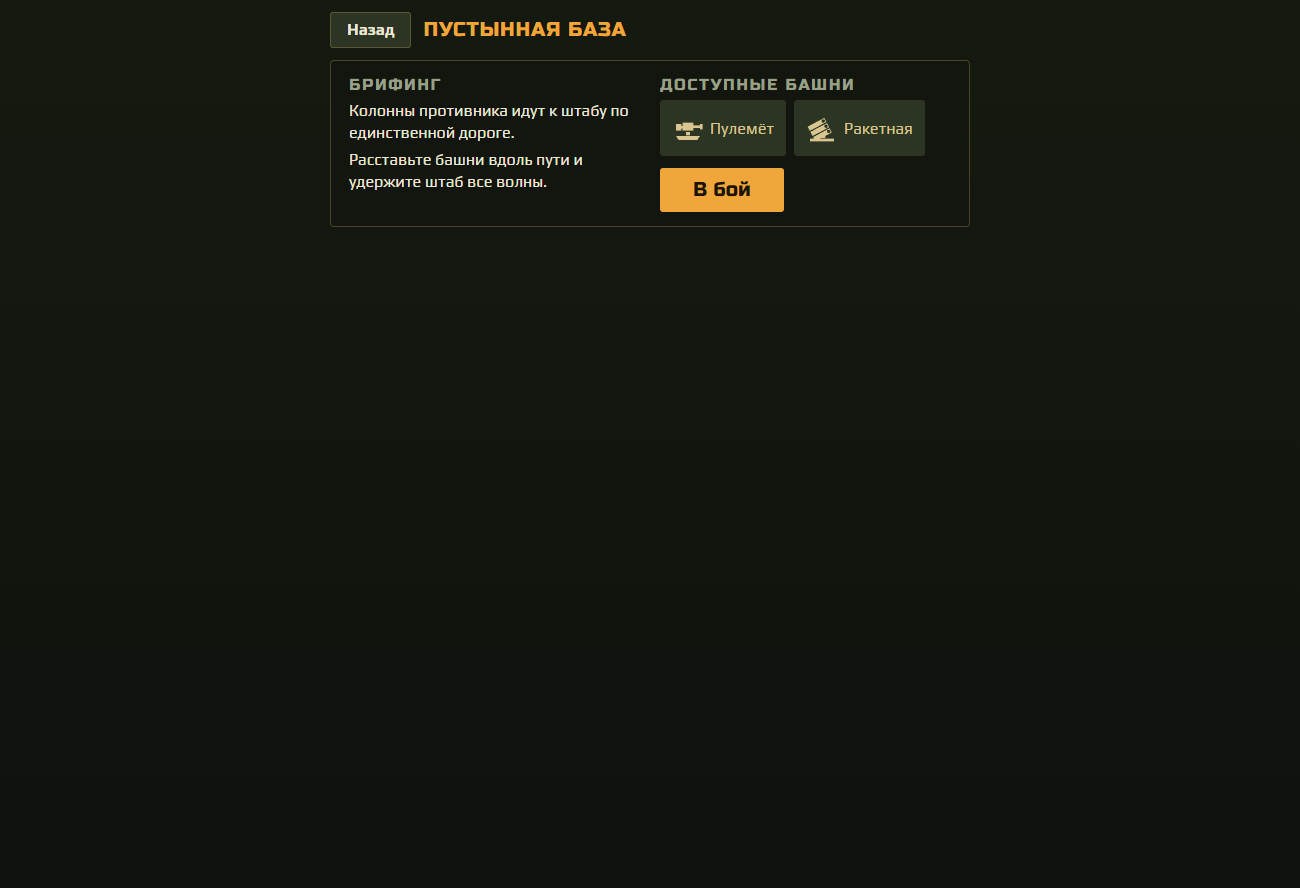 Назад
ПУСТЫННАЯ БАЗА
БРИФИНГ
Колонны противника идут к штабу по
единственной дороге.
Расставьте башни вдоль пути и
удержите штаб все волны.
ДОСТУПНЫЕ БАШНИ
Пулемёт
Ракетная
В бой